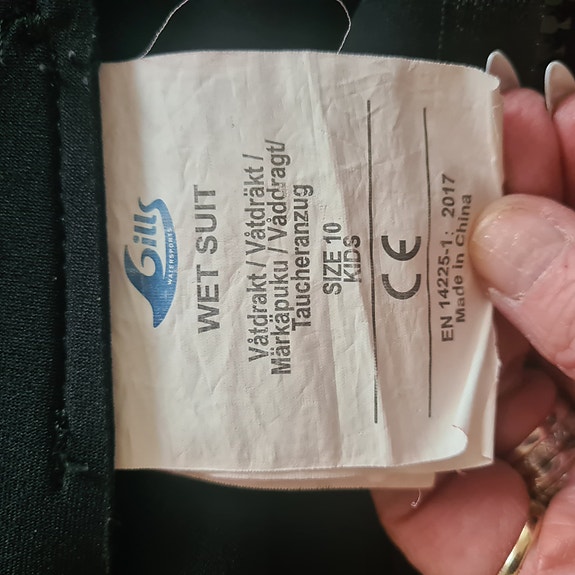 Gills
WATERSPORTS
WET SUIT
Våtdrakt / Våtdräkt /
Märkäpuku / Våddragt/
Taucheranzug
SIZE 10
KIDS
CE
EN 14225-1: 2017
Made in China